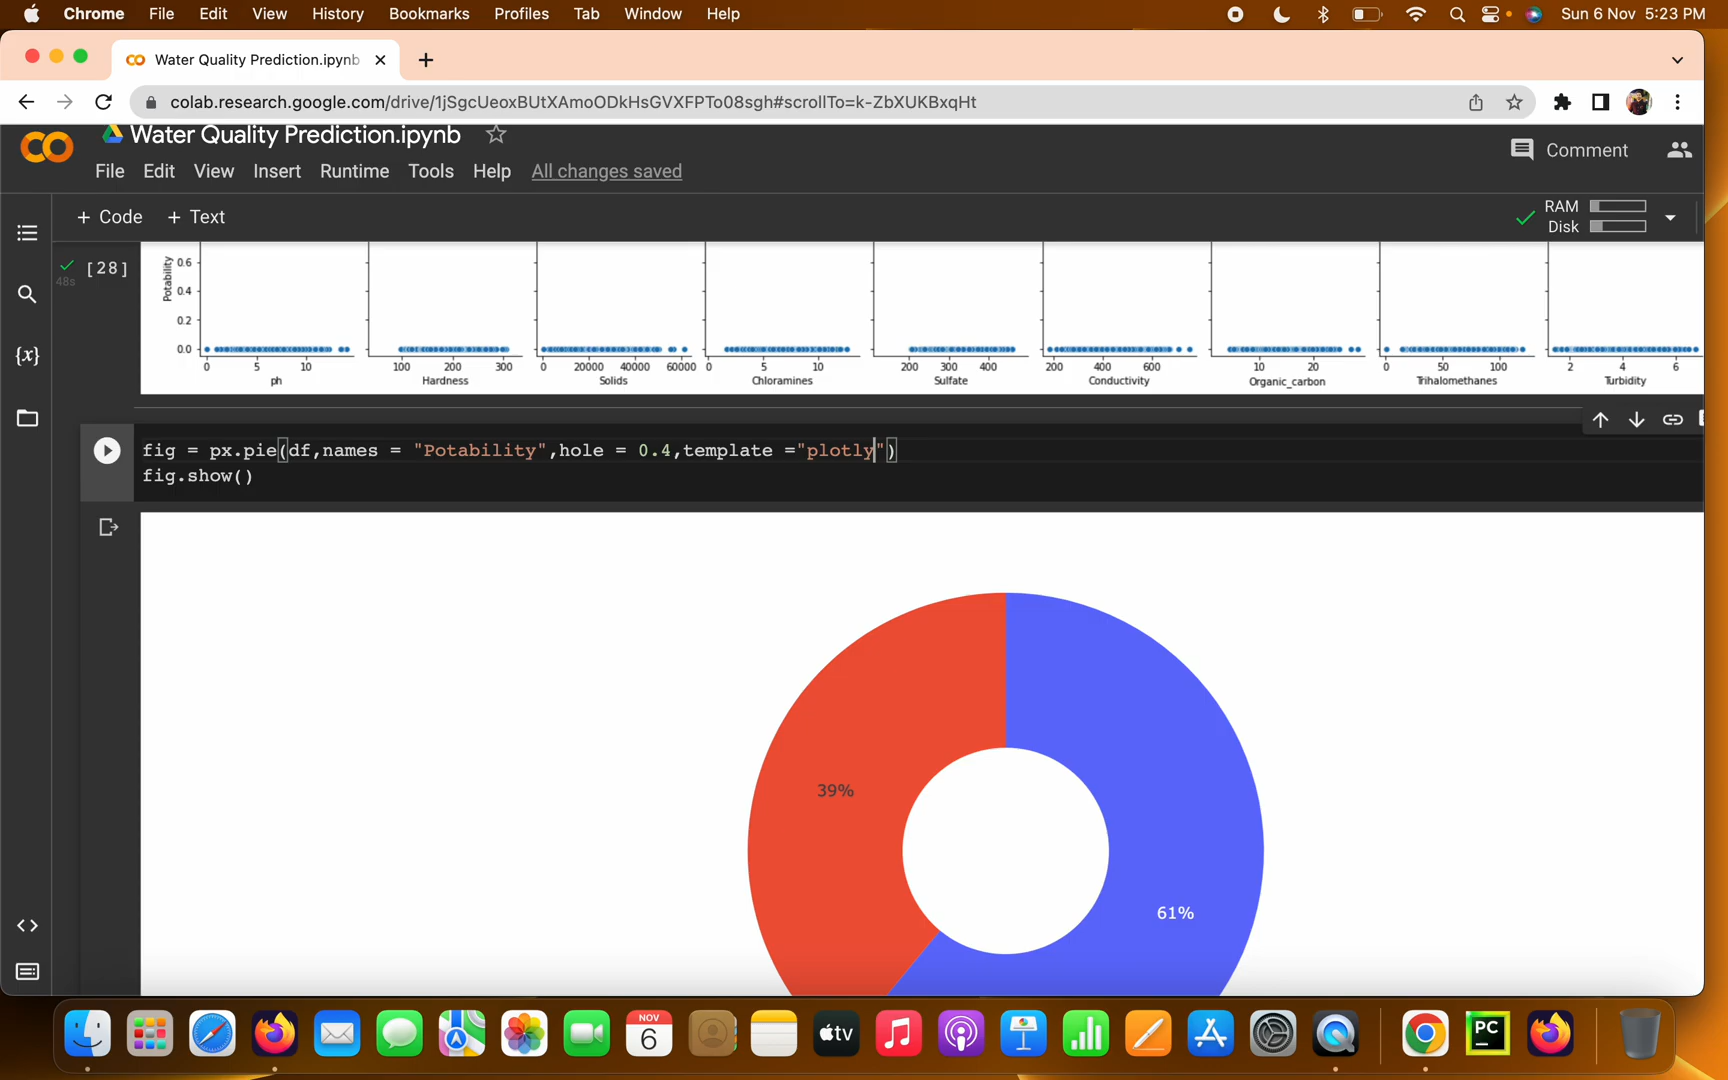 Chrome File Edit View History Bookmarks Profiles Tab Window Help Sun 6 Nov 5:23 PM
Water Quality Prediction.ipynb
colab.research.google.com/drive/1jSgcUeoxBUtXAmoODkHsGVXFPTo08sgh#scrollTo=k-ZbXUKBxqHt
Water Quality Prediction.ipynb
Comment
File Edit View Insert Runtime Tools Help All changes saved
+ Code + Text
RAM
Disk
[28]
48s
Potability
0.6
0.4
0.2
0.0
0 5 10 100 200 300 0 20000 40000 60000 0 5 10 200 300 400 200 400 600 10 20 0 50 100 2 4 6
ph Hardness Solids Chloramines Sulfate Conductivity Organic_carbon Trihalomethanes Turbidity
{x}
fig = px.pie(df,names = "Potability",hole = 0.4,template ="plotly")
fig.show()
39%
61%
NOV
6
tv
PC